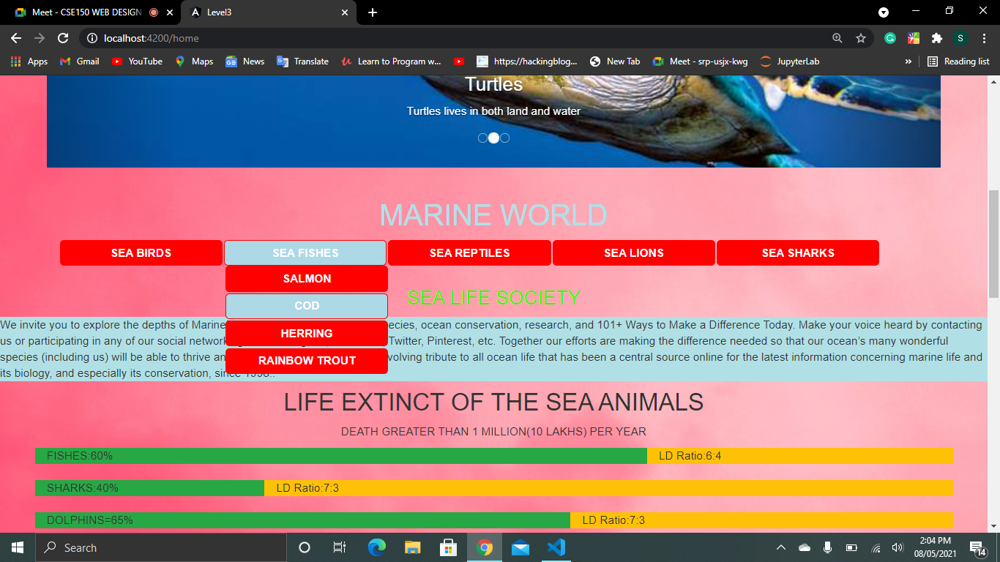 Meet - CSE150 WEB DESIGN
Level3
localhost:4200/home
S
Apps
Gmail
YouTube
Maps
News
Translate
Learn to Program w...
https://hackingblog...
New Tab
Meet - srp-usjx-kwg
JupyterLab
»
Reading list
Turtles
Turtles lives in both land and water
MARINE WORLD
SEA BIRDS
SEA FISHES
SEA REPTILES
SEA LIONS
SEA SHARKS
SALMON
COD
HERRING
RAINBOW TROUT
SEA LIFE SOCIETY
We invite you to explore the depths of Marine ecies, ocean conservation, research, and 101+ Ways to Make a Difference Today. Make your voice heard by contacting
us or participating in any of our social network Twitter, Pinterest, etc. Together our efforts are making the difference needed so that our ocean’s many wonderful
species (including us) will be able to thrive an volving tribute to all ocean life that has been a central source online for the latest information concerning marine life and
its biology, and especially its conservation, since
LIFE EXTINCT OF THE SEA ANIMALS
DEATH GREATER THAN 1 MILLION(10 LAKHS) PER YEAR
FISHES:60%
LD Ratio:6:4
SHARKS:40%
LD Ratio:7:3
DOLPHINS=65%
LD Ratio:7:3
Search
2:04 PM
08/05/2021
14